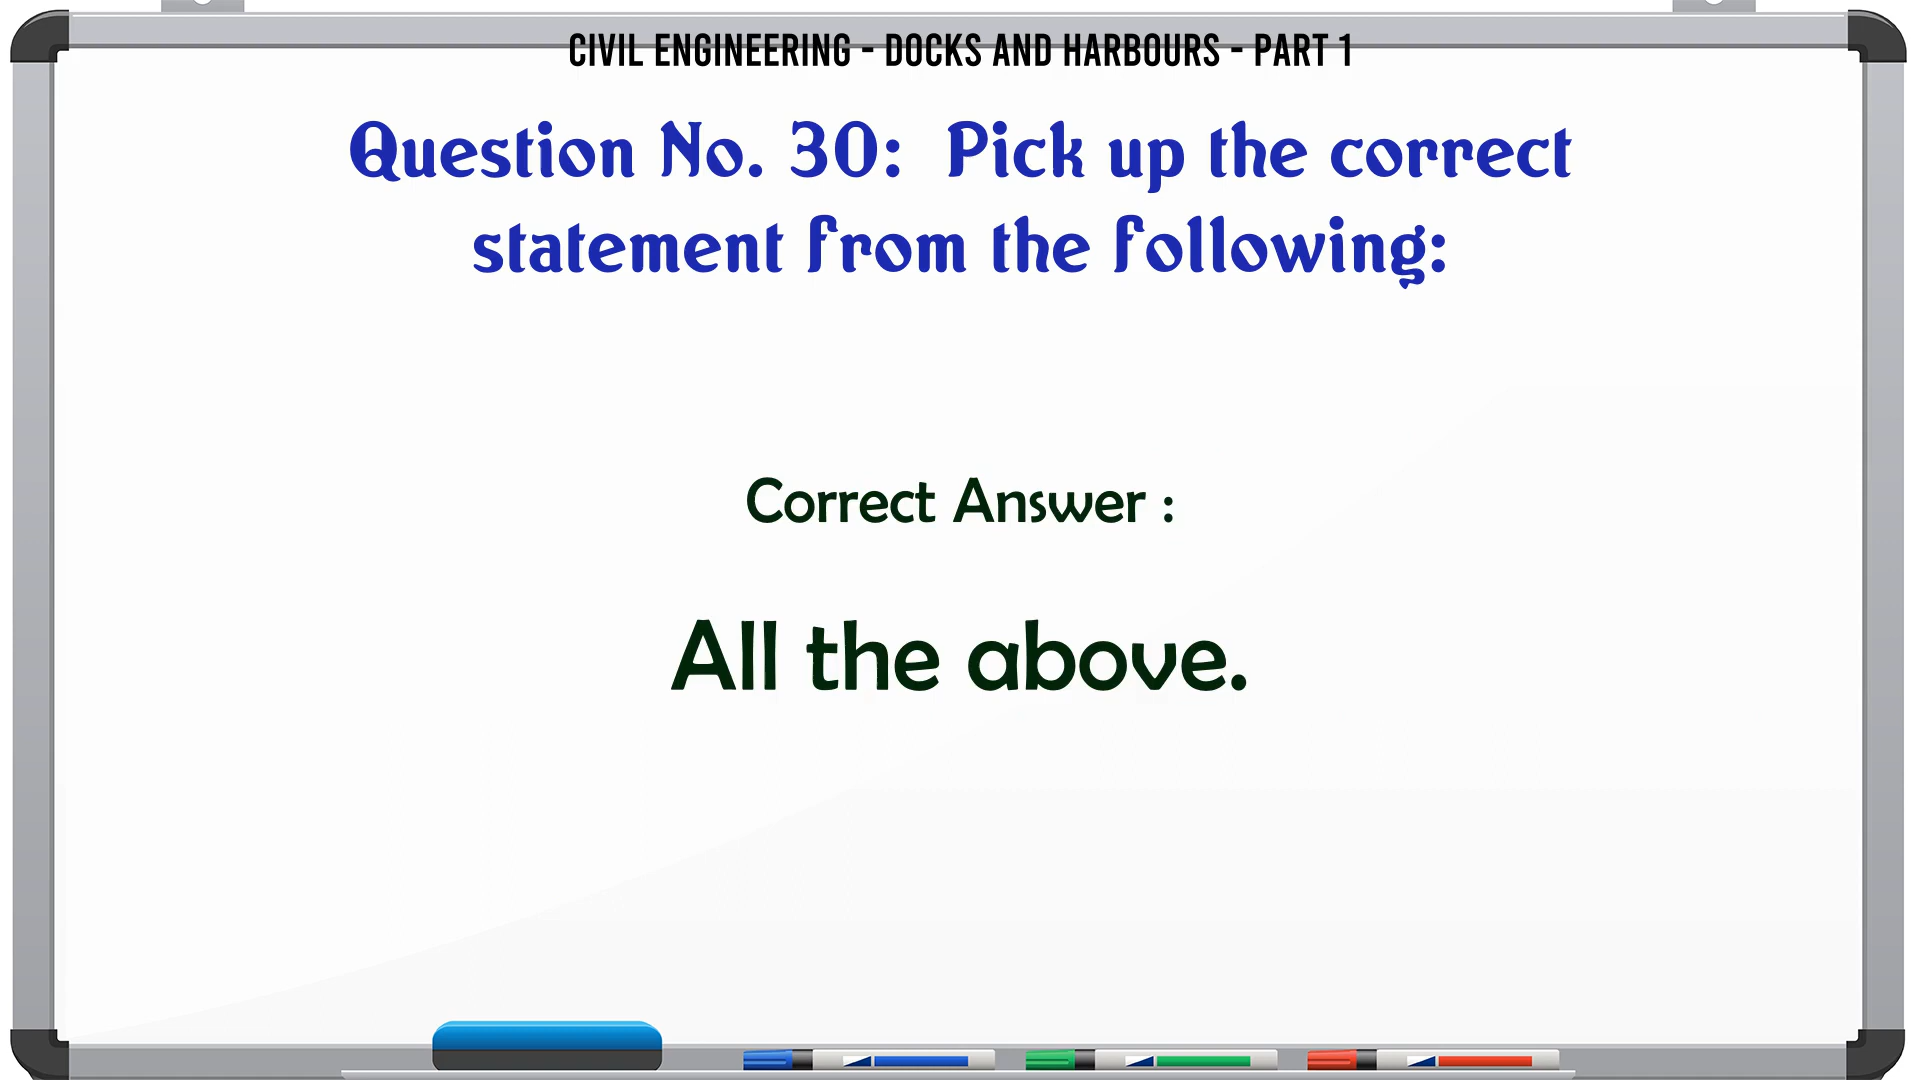 CIVIL ENGINEERING - DOCKS AND HARBOURS - PART 1
Question No. 30: Pick up the correct
statement from the following:
Correct Answer :
All the above.